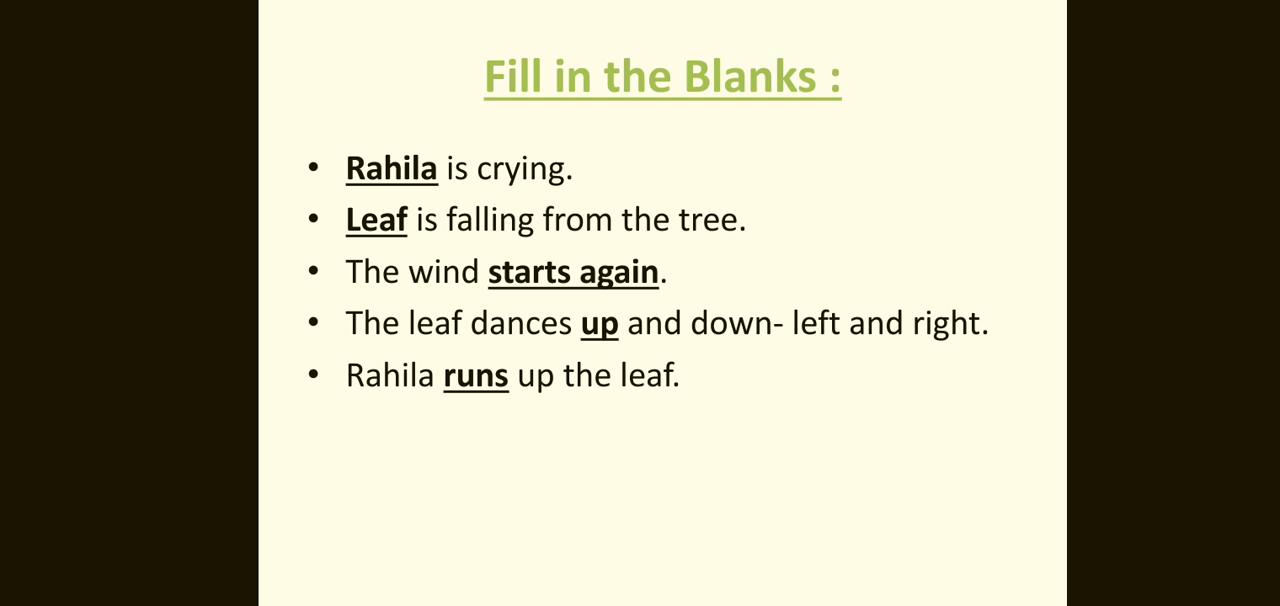 Fill in the Blanks :
• Rahila is crying.
• Leaf is falling from the tree.
• The wind starts again.
• The leaf dances up and down- left and right.
• Rahila runs up the leaf.